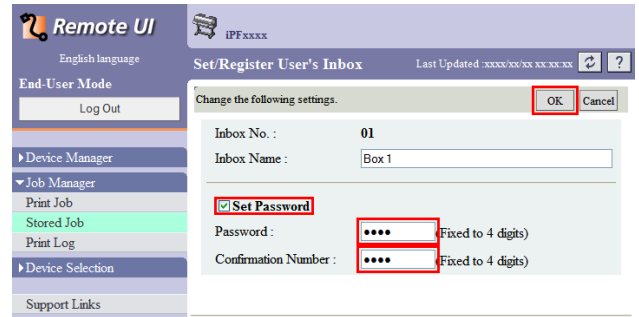 Remote UI
iPFxxxx
English language
Set/Register User's Inbox
Last Updated :xxxx/xx/xx xx:xx:xx
?
End-User Mode
Log Out
Change the following settings.
OK
Cancel
Inbox No. :
01
Inbox Name :
Box 1
Device Manager
Job Manager
Print Job
Stored Job
Print Log
Device Selection
Support Links
Set Password
Password :
••••
(Fixed to 4 digits)
Confirmation Number :
••••
(Fixed to 4 digits)